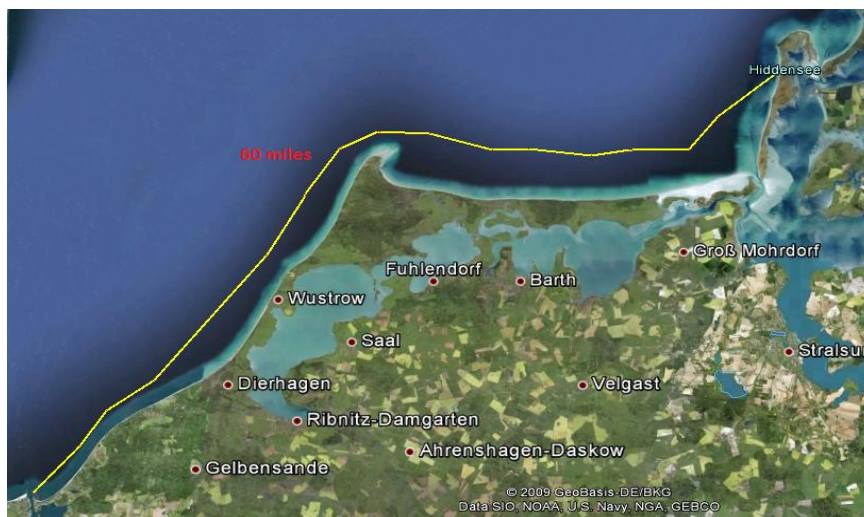 Hiddensee
60 miles
Groß Mohrdorf
Fuhlendorf
Barth
Wustrow
Saal
Stralsun
Dierhagen
Velgast
Ribnitz-Damgarten
Ahrenshagen-Daskow
Gelbensande
© 2009 GeoBasis-DE/BKG
Data SIO, NOAA, U.S. Navy, NGA, GEBCO